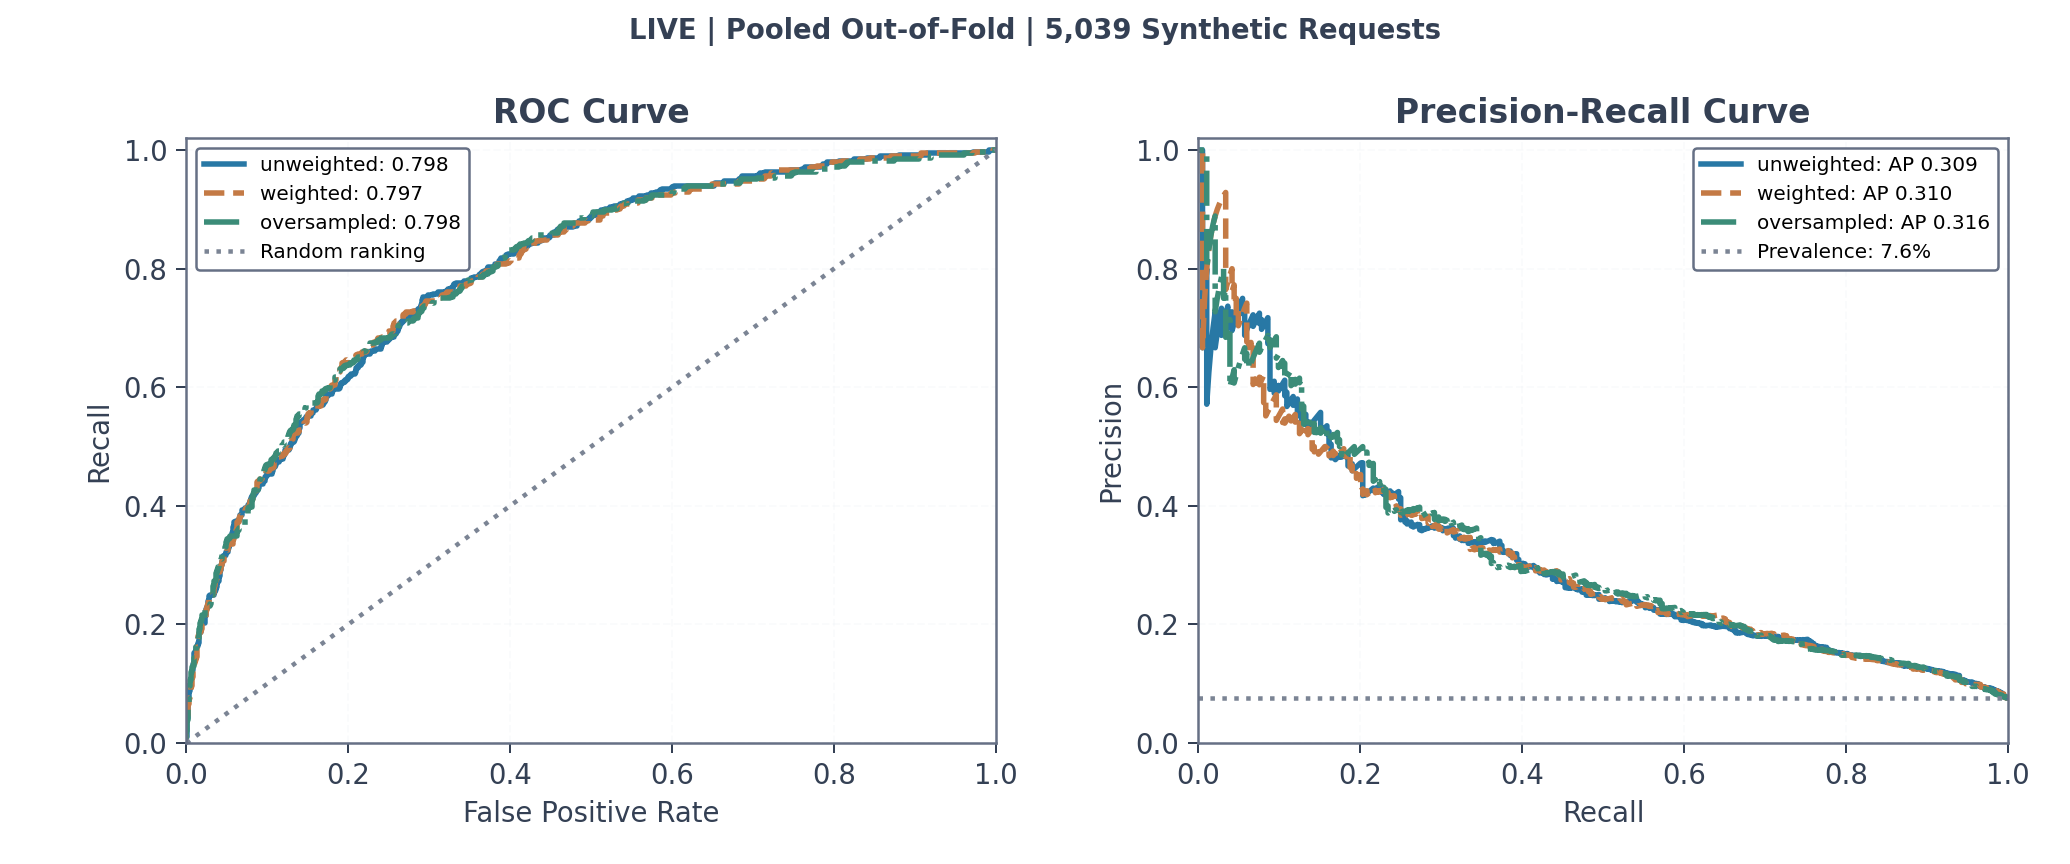 LIVE | Pooled Out-of-Fold | 5,039 Synthetic Requests
ROC Curve
unweighted: 0.798
weighted: 0.797
oversampled: 0.798
Random ranking
1.0
0.8
0.6
0.4
0.2
0.0
Recall
0.0 0.2 0.4 0.6 0.8 1.0
False Positive Rate
Precision-Recall Curve
unweighted: AP 0.309
weighted: AP 0.310
oversampled: AP 0.316
Prevalence: 7.6%
1.0
0.8
0.6
0.4
0.2
0.0
Precision
0.0 0.2 0.4 0.6 0.8 1.0
Recall